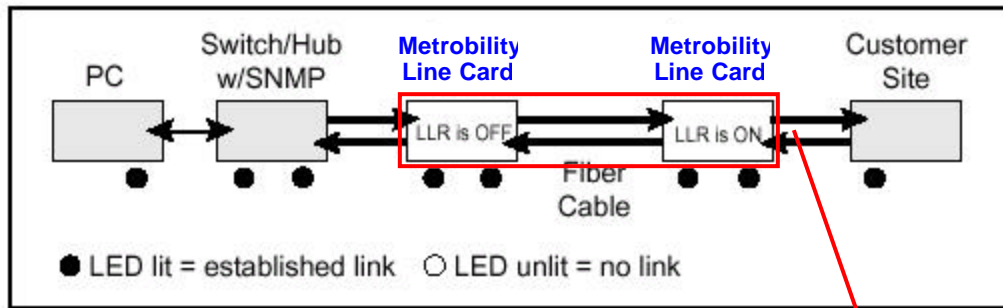 PC
Switch/Hub
w/SNMP
Metrobility
Line Card
Metrobility
Line Card
Customer
Site
LLR is OFF
LLR is ON
Fiber
Cable
LED lit = established link
LED unlit = no link